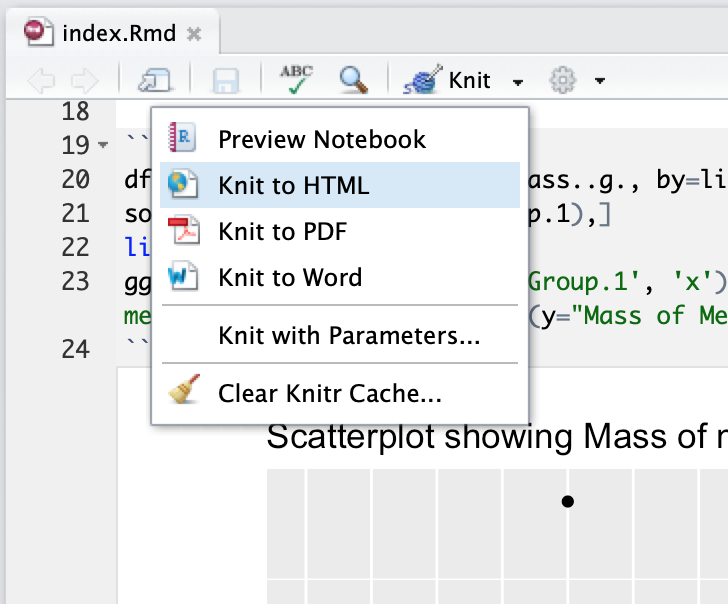 index.Rmd
ABC
Knit
18
19 ``
20 df ass..g., by=li
21 so p.1),]
22 li
23 gg Group.1', 'x')
me (y="Mass of Me
24 ``
Preview Notebook
Knit to HTML
Knit to PDF
Knit to Word
Knit with Parameters...
Clear Knitr Cache...
Scatterplot showing Mass of